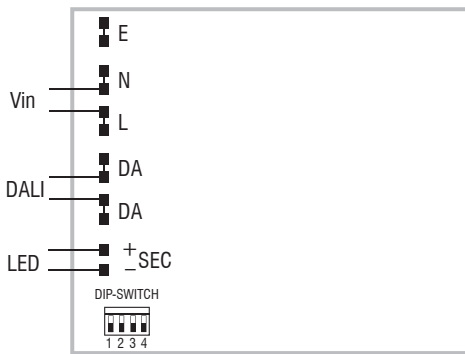 E
N
Vin
L
DA
DALI
DA
+
SEC
LED
−
DIP-SWITCH
1 2 3 4